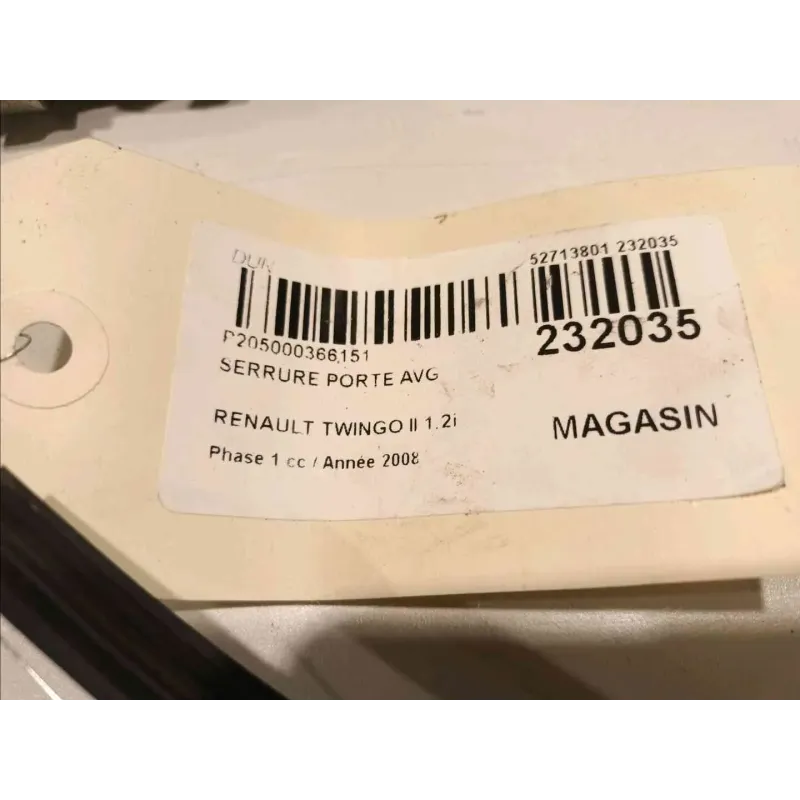 DUN
52713801 232035
P205000366151
232035
SERRURE PORTE AVG
RENAULT TWINGO II 1.2i
MAGASIN
Phase 1 cc / Année 2008